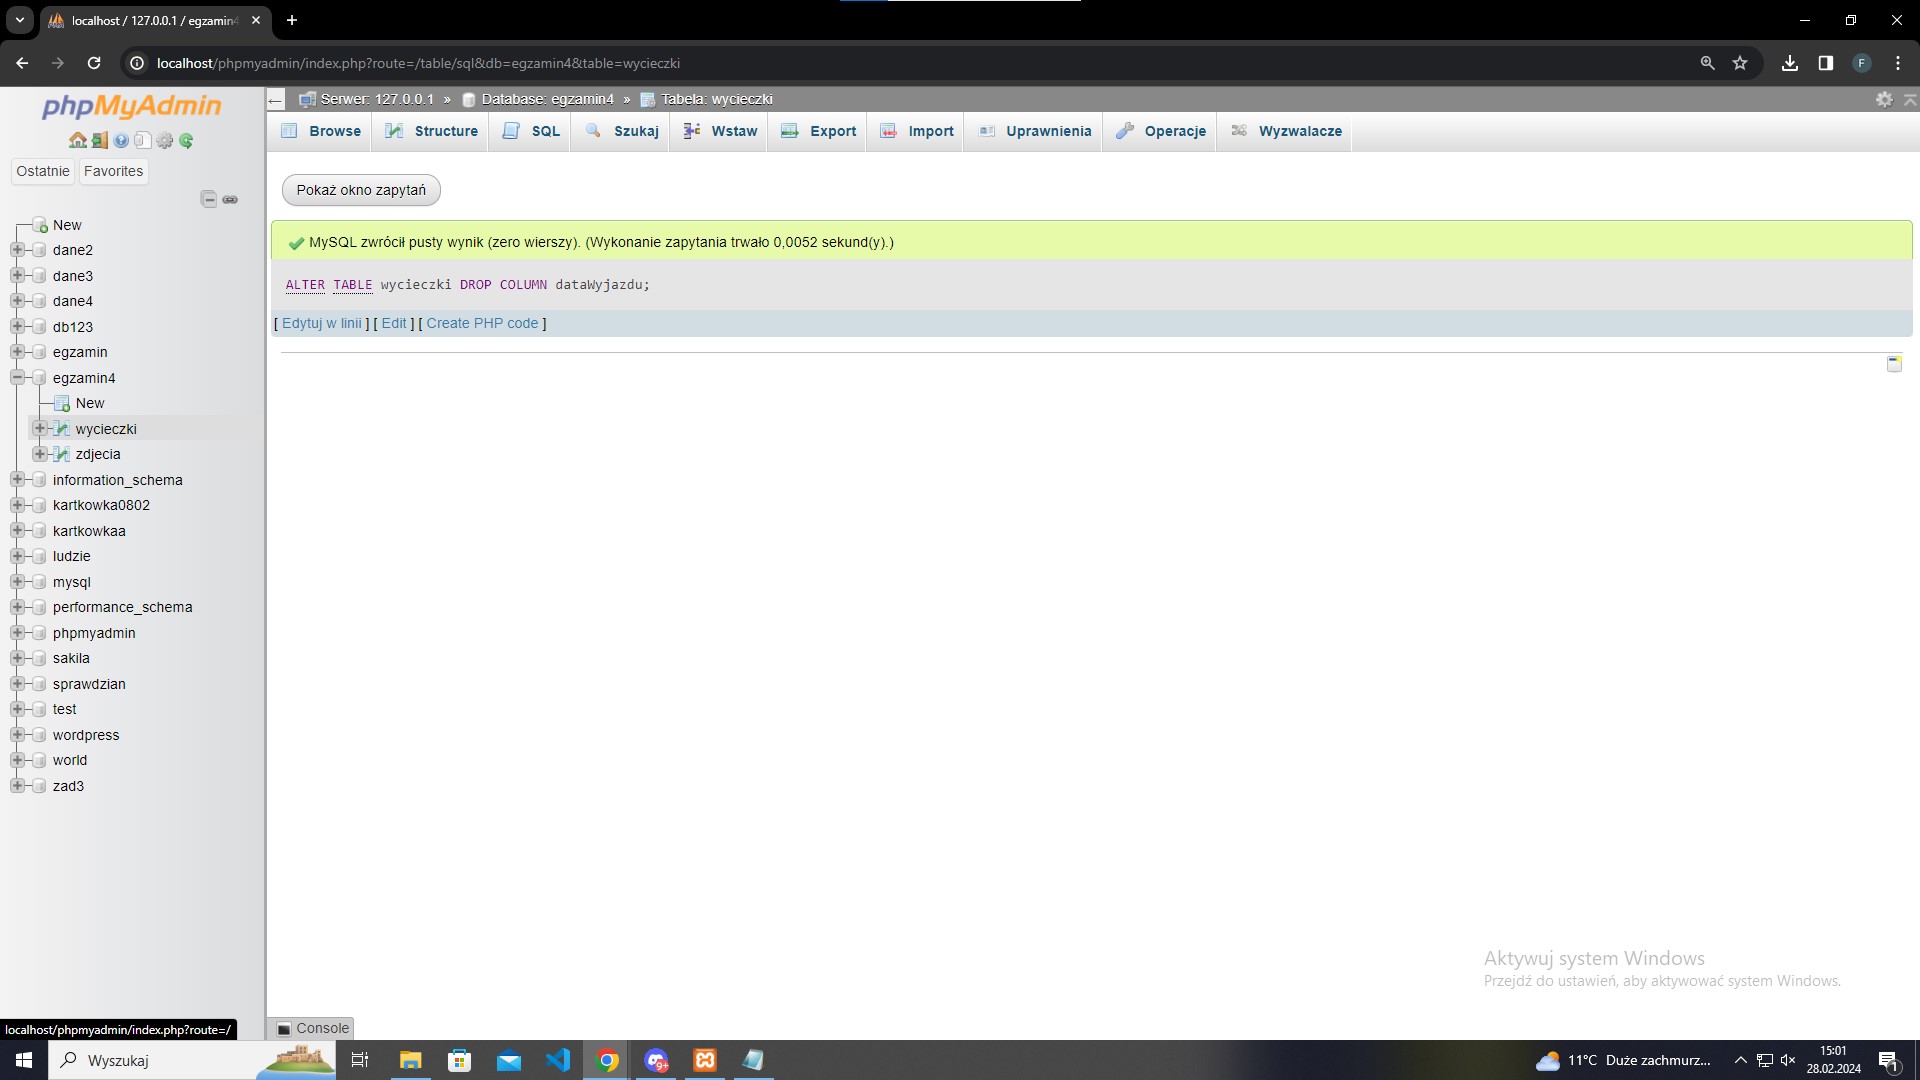 localhost / 127.0.0.1 / egzamin4
localhost/phpmyadmin/index.php?route=/table/sql&db=egzamin4&table=wycieczki
F
phpMyAdmin
Ostatnie Favorites
New
dane2
dane3
dane4
db123
egzamin
egzamin4
New
wycieczki
zdjecia
information_schema
kartkowka0802
kartkowkaa
ludzie
mysql
performance_schema
phpmyadmin
sakila
sprawdzian
test
wordpress
world
zad3
Serwer: 127.0.0.1 » Database: egzamin4 » Tabela: wycieczki
Browse Structure SQL Szukaj Wstaw Export Import Uprawnienia Operacje Wyzwalacze
Pokaż okno zapytań
MySQL zwrócił pusty wynik (zero wierszy). (Wykonanie zapytania trwało 0,0052 sekund(y).)
ALTER TABLE wycieczki DROP COLUMN dataWyjazdu;
[ Edytuj w linii ] [ Edit ] [ Create PHP code ]
Aktywuj system Windows
Przejdź do ustawień, aby aktywować system Windows.
localhost/phpmyadmin/index.php?route=/
Console
Wyszukaj
9+
11°C Duże zachmurz...
15:01
28.02.2024
1